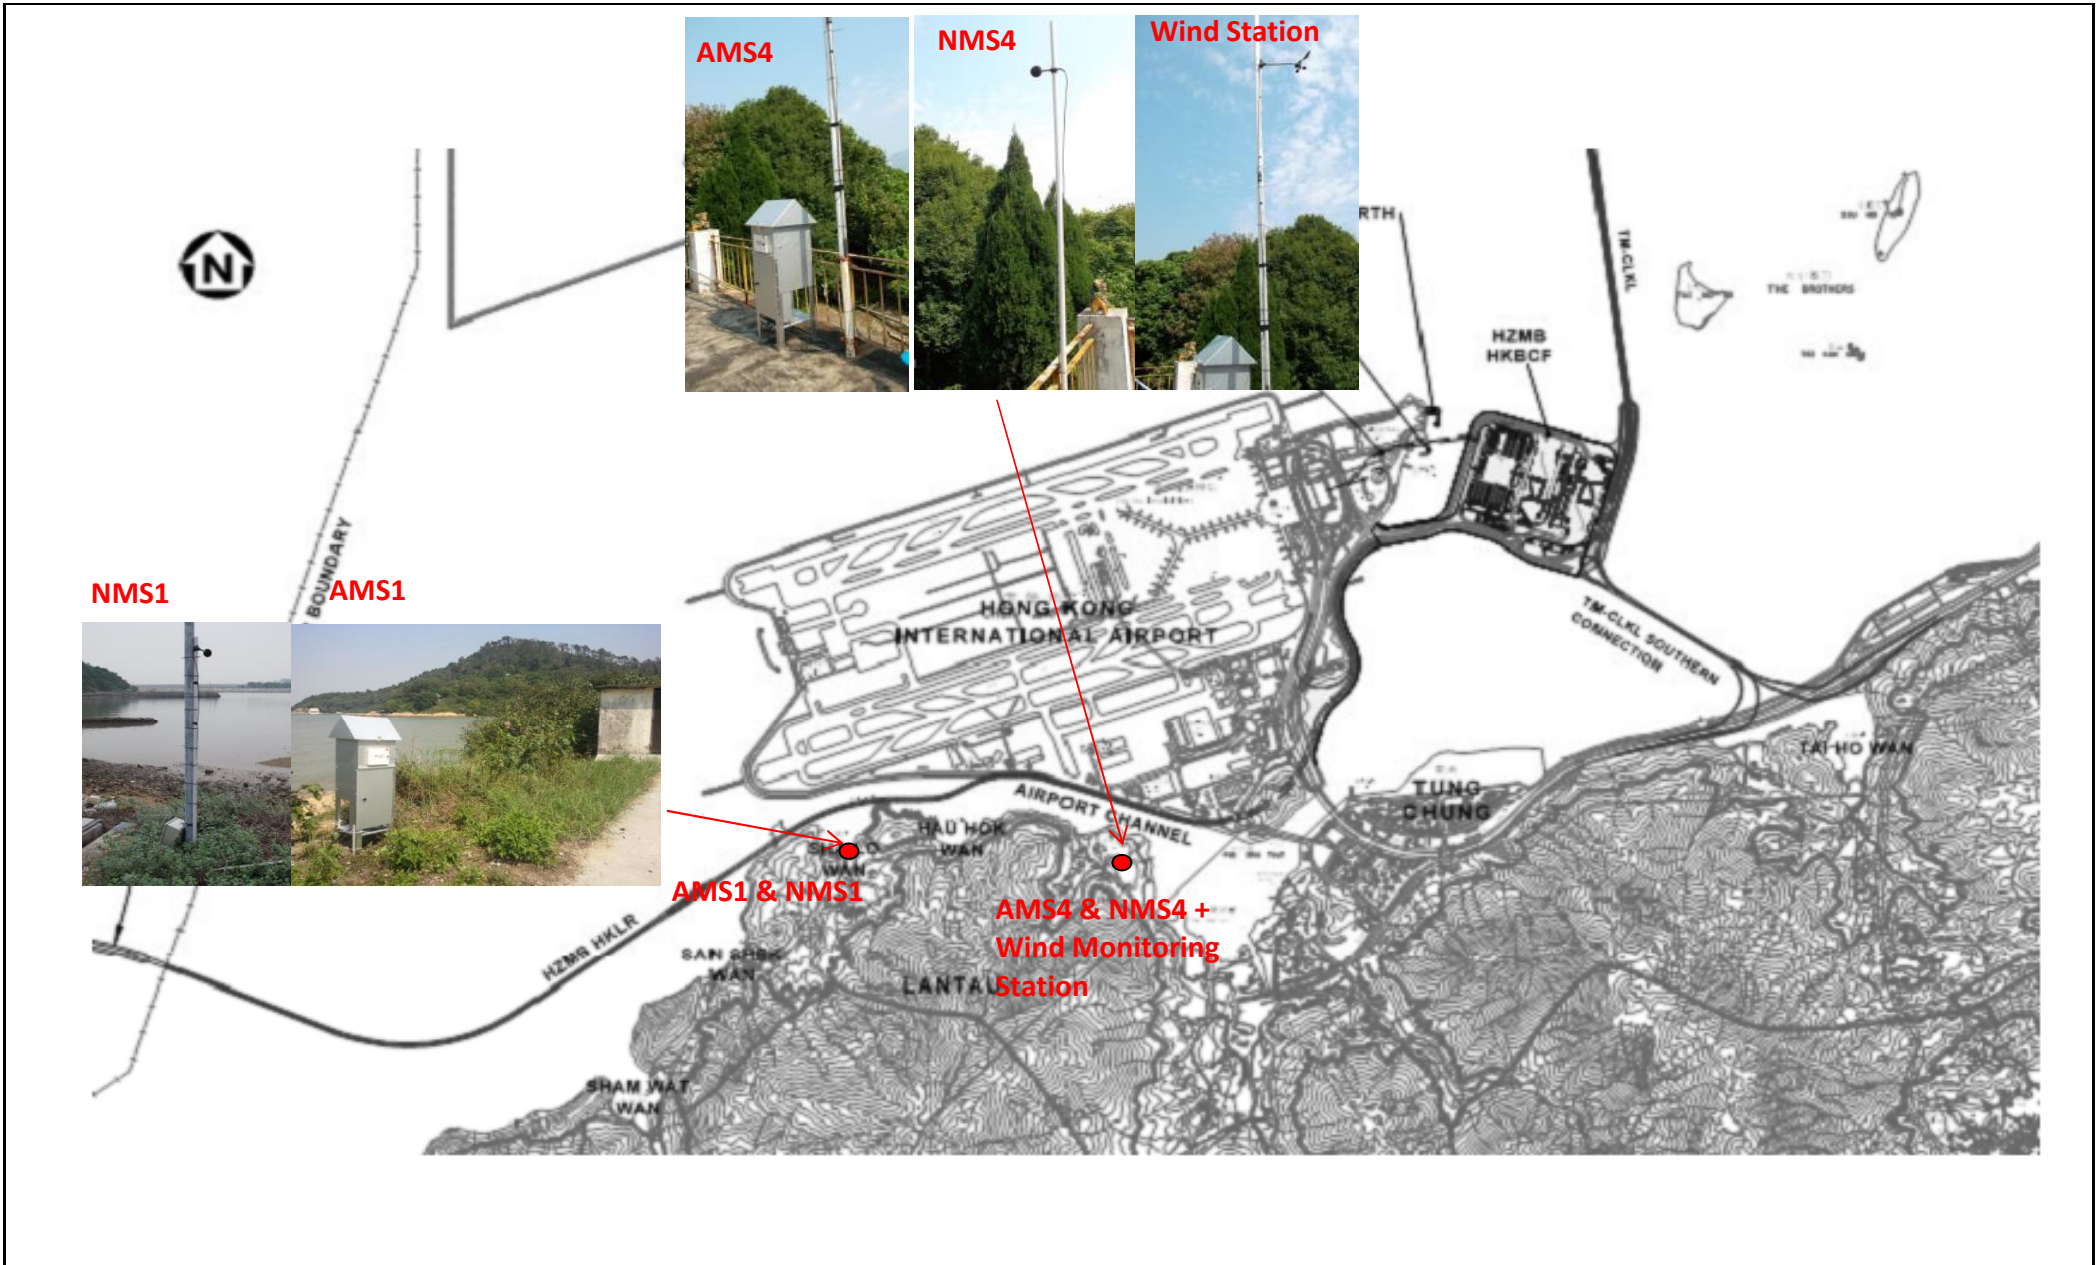 AMS4
NMS4
Wind Station
N
RTH
TM-CLKL
THE BROTHERS
HZMB
HKBCF
BOUNDARY
NMS1
AMS1
HONG KONG
INTERNATIONAL AIRPORT
TM-CLKL SOUTHERN
CONNECTION
TAI HO WAN
TUNG
CHUNG
AIRPORT CHANNEL
HAU HOK
WAN
WAN
AMS1 & NMS1
AMS4 & NMS4 +
Wind Monitoring
Station
HZMB HKLR
WAN
LANTAU
SHAM WAT
WAN